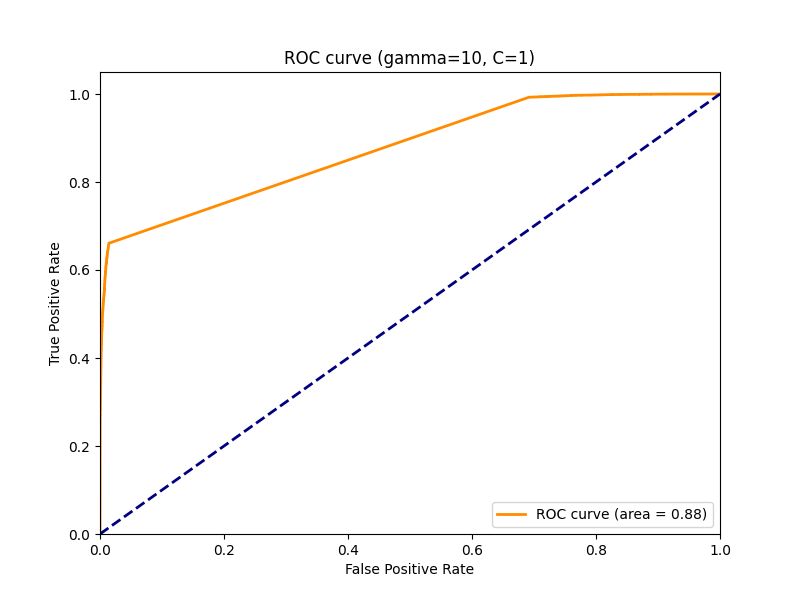 ROC curve (gamma=10, C=1)
True Positive Rate
1.0
0.8
0.6
0.4
0.2
0.0
0.0 0.2 0.4 0.6 0.8 1.0
False Positive Rate
ROC curve (area = 0.88)